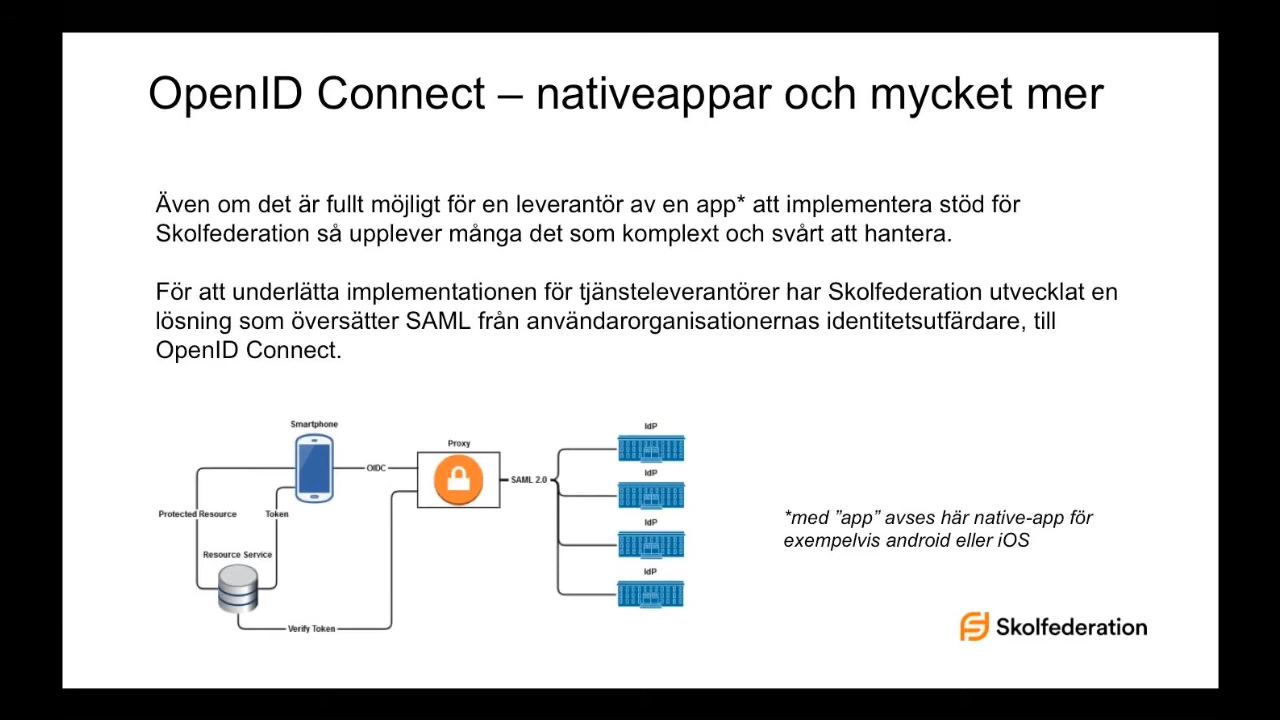 OpenID Connect – nativeappar och mycket mer
Även om det är fullt möjligt för en leverantör av en app* att implementera stöd för
Skolfederation så upplever många det som komplext och svårt att hantera.
För att underlätta implementationen för tjänsteleverantörer har Skolfederation utvecklat en
lösning som översätter SAML från användarorganisationernas identitetsutfärdare, till
OpenID Connect.
Smartphone
Proxy
IdP
OIDC
SAML 2.0
IdP
Protected Resource
Token
IdP
Resource Service
IdP
Verify Token
*med ”app” avses här native-app för
exempelvis android eller iOS
Skolfederation